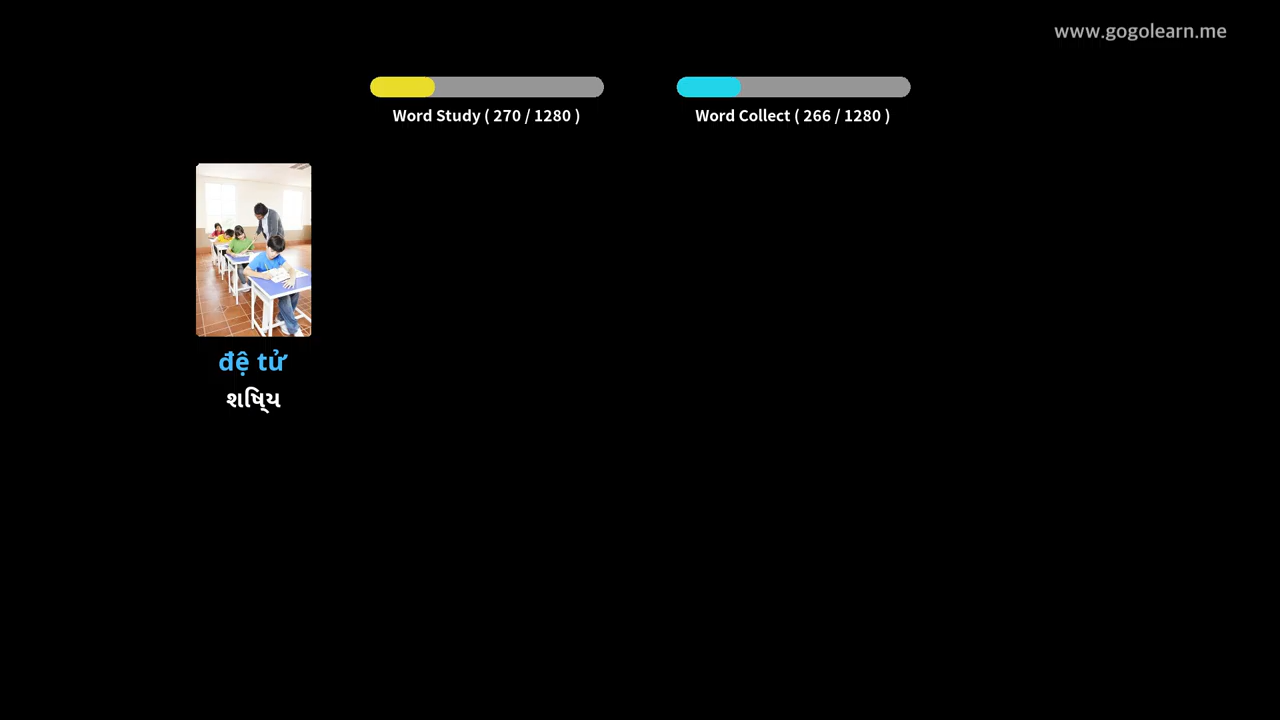 www.gogolearn.me
Word Study ( 270 / 1280 )
Word Collect ( 266 / 1280 )
đệ tử
શષ્િય